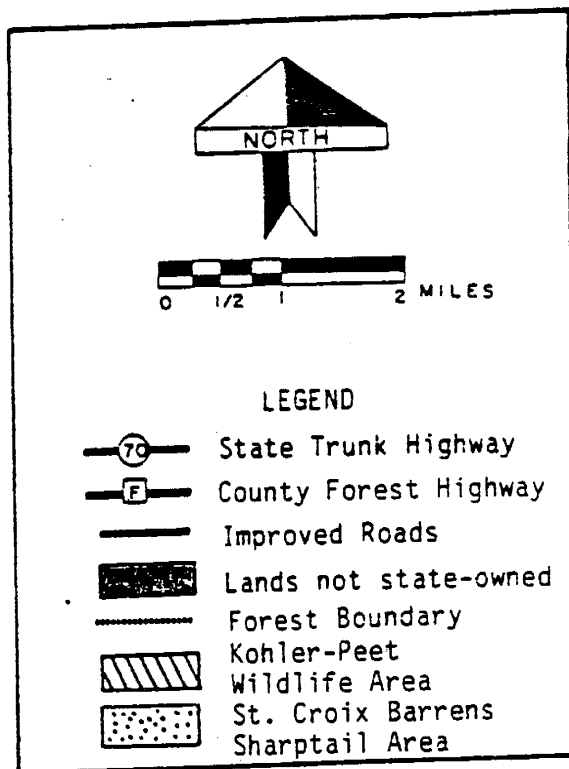 NORTH
0 1/2 1 2 MILES
LEGEND
70 State Trunk Highway
F County Forest Highway
Improved Roads
Lands not state-owned
Forest Boundary
Kohler-Peet
Wildlife Area
St. Croix Barrens
Sharptail Area